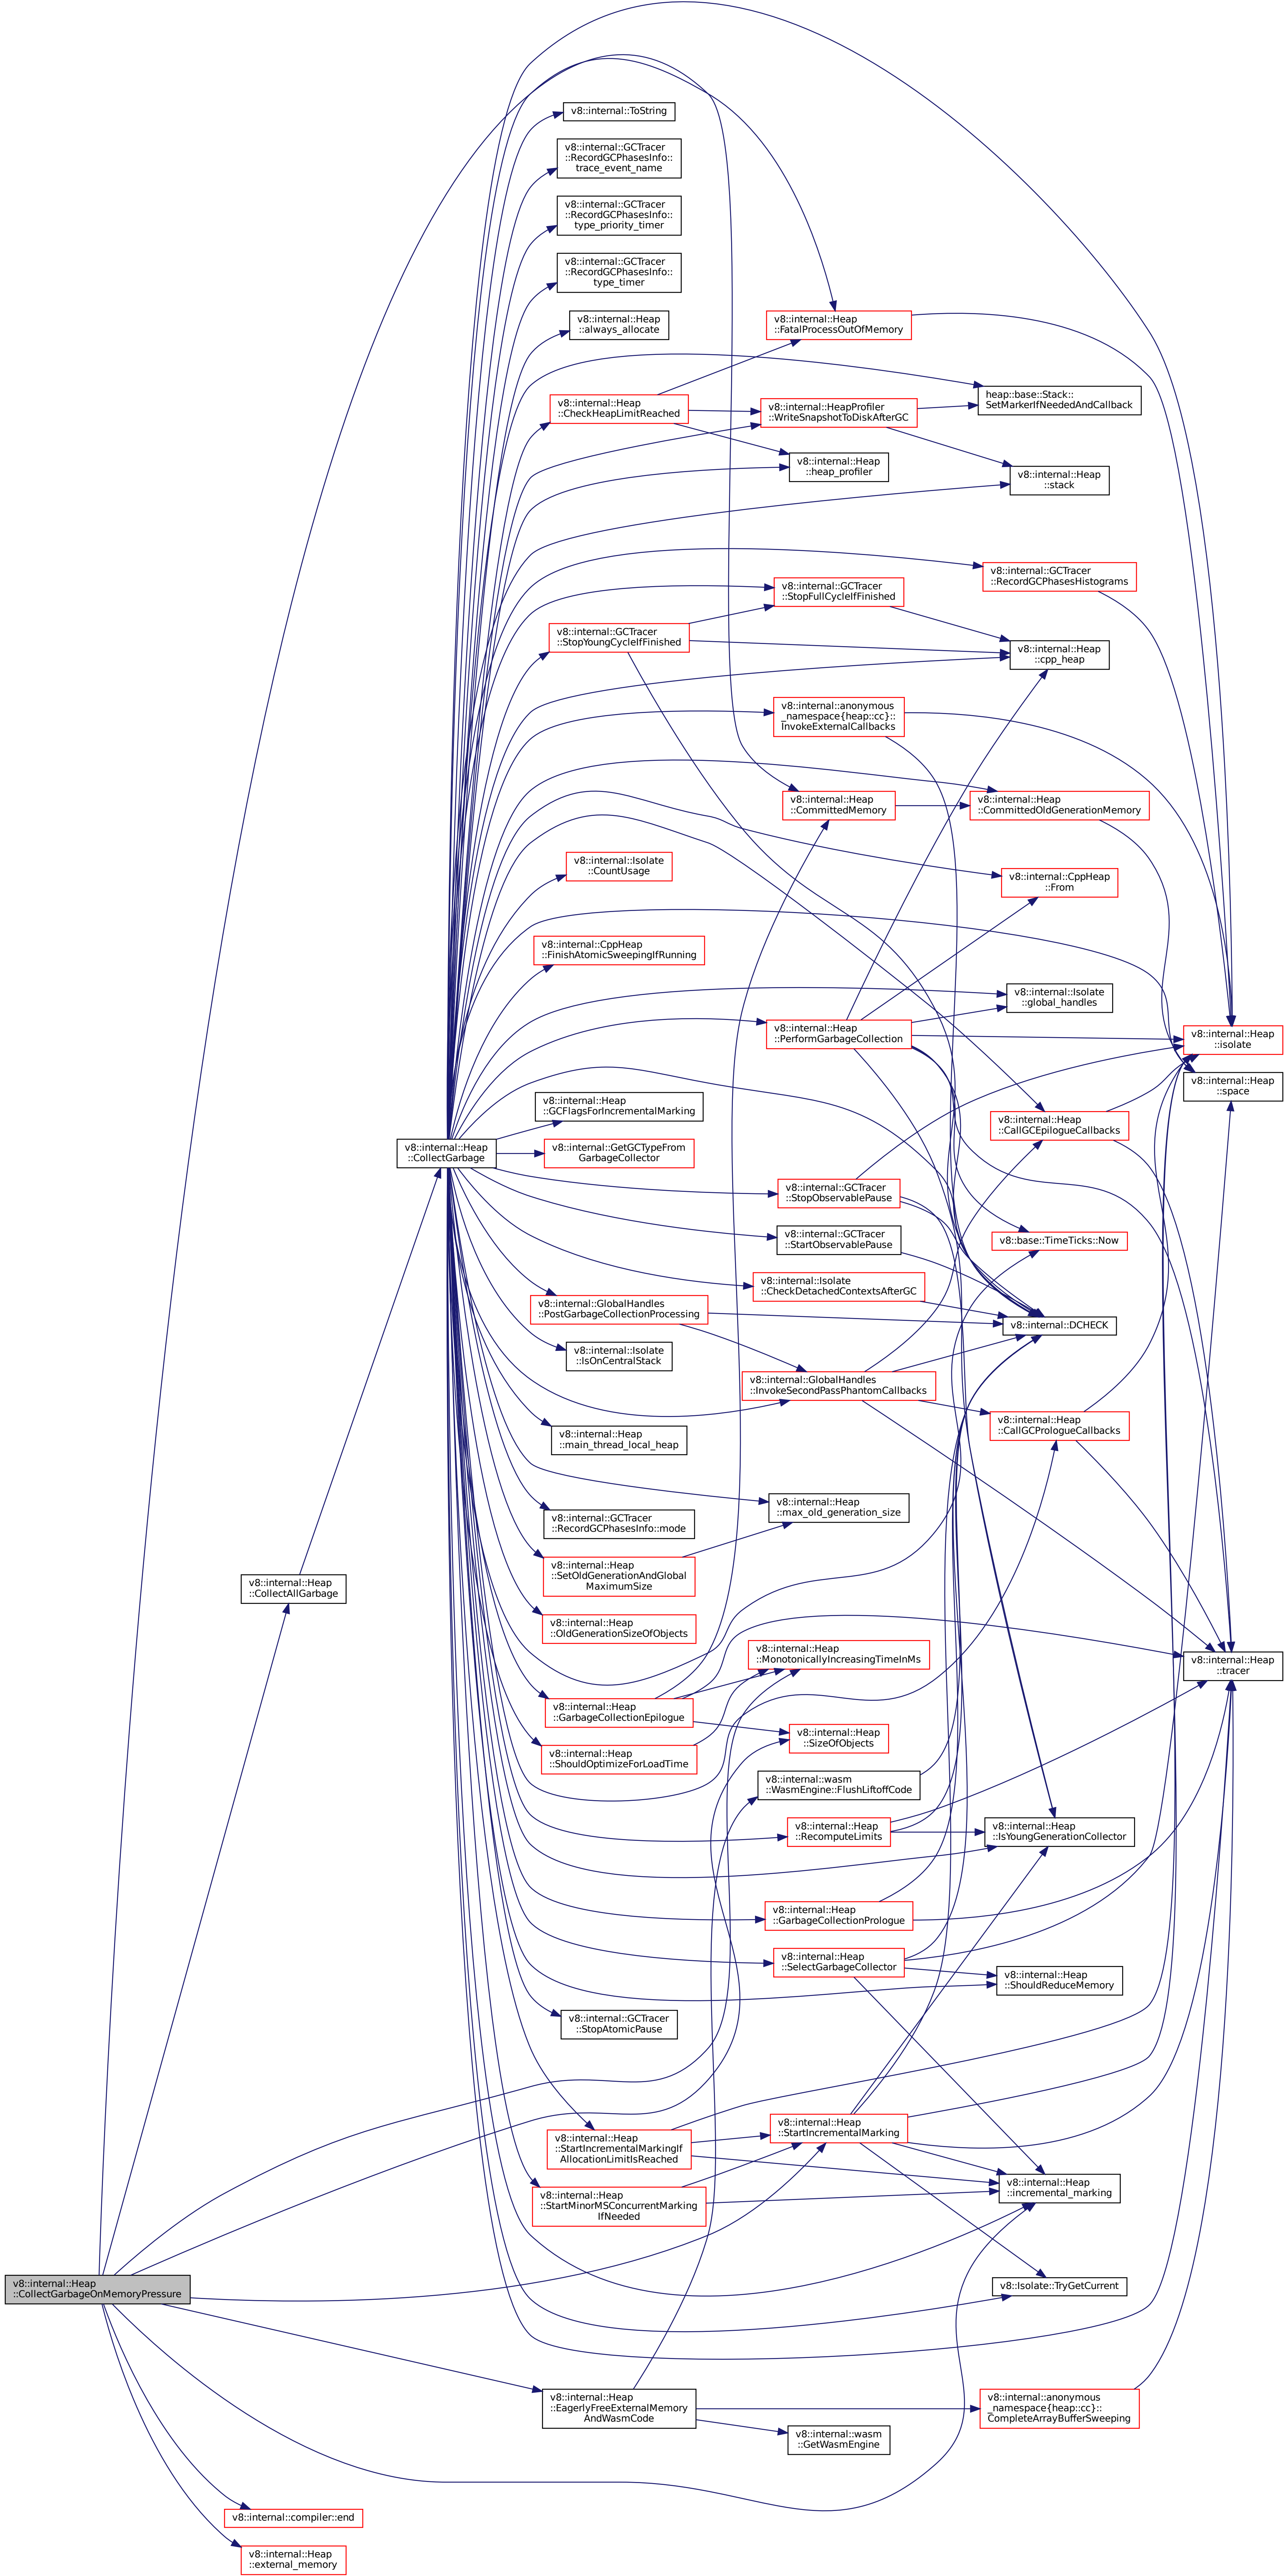 v8::internal::ToString
v8::internal::GCTracer
::RecordGCPhasesInfo::
trace_event_name
v8::internal::GCTracer
::RecordGCPhasesInfo::
type_priority_timer
v8::internal::GCTracer
::RecordGCPhasesInfo::
type_timer
v8::internal::Heap
::always_allocate
v8::internal::Heap
::FatalProcessOutOfMemory
v8::internal::Heap
::CheckHeapLimitReached
v8::internal::HeapProfiler
::WriteSnapshotToDiskAfterGC
heap::base::Stack::
SetMarkerIfNeededAndCallback
v8::internal::Heap
::heap_profiler
v8::internal::Heap
::stack
v8::internal::GCTracer
::RecordGCPhasesHistograms
v8::internal::GCTracer
::StopFullCycleIfFinished
v8::internal::GCTracer
::StopYoungCycleIfFinished
v8::internal::Heap
::cpp_heap
v8::internal::anonymous
_namespace{heap::cc}::
InvokeExternalCallbacks
v8::internal::Heap
::CommittedMemory
v8::internal::Heap
::CommittedOldGenerationMemory
v8::internal::Isolate
::CountUsage
v8::internal::CppHeap
::From
v8::internal::CppHeap
::FinishAtomicSweepingIfRunning
v8::internal::Isolate
::global_handles
v8::internal::Heap
::PerformGarbageCollection
v8::internal::Heap
::isolate
v8::internal::Heap
::space
v8::internal::Heap
::GCFlagsForIncrementalMarking
v8::internal::Heap
::CallGCEpilogueCallbacks
v8::internal::Heap
::CollectGarbage
v8::internal::GetGCTypeFrom
GarbageCollector
v8::internal::GCTracer
::StopObservablePause
v8::internal::GCTracer
::StartObservablePause
v8::base::TimeTicks::Now
v8::internal::Isolate
::CheckDetachedContextsAfterGC
v8::internal::GlobalHandles
::PostGarbageCollectionProcessing
v8::internal::DCHECK
v8::internal::Isolate
::IsOnCentralStack
v8::internal::GlobalHandles
::InvokeSecondPassPhantomCallbacks
v8::internal::Heap
::CallGCPrologueCallbacks
v8::internal::Heap
::main_thread_local_heap
v8::internal::Heap
::max_old_generation_size
v8::internal::GCTracer
::RecordGCPhasesInfo::mode
v8::internal::Heap
::SetOldGenerationAndGlobal
MaximumSize
v8::internal::Heap
::CollectAllGarbage
v8::internal::Heap
::OldGenerationSizeOfObjects
v8::internal::Heap
::MonotonicallyIncreasingTimeInMs
v8::internal::Heap
::tracer
v8::internal::Heap
::GarbageCollectionEpilogue
v8::internal::Heap
::SizeOfObjects
v8::internal::Heap
::ShouldOptimizeForLoadTime
v8::internal::wasm
::WasmEngine::FlushLiftoffCode
v8::internal::Heap
::RecomputeLimits
v8::internal::Heap
::IsYoungGenerationCollector
v8::internal::Heap
::GarbageCollectionPrologue
v8::internal::Heap
::SelectGarbageCollector
v8::internal::Heap
::ShouldReduceMemory
v8::internal::GCTracer
::StopAtomicPause
v8::internal::Heap
::StartIncrementalMarking
v8::internal::Heap
::StartIncrementalMarkingIf
AllocationLimitIsReached
v8::internal::Heap
::incremental_marking
v8::internal::Heap
::StartMinorMSConcurrentMarking
IfNeeded
v8::internal::Heap
::CollectGarbageOnMemoryPressure
v8::Isolate::TryGetCurrent
v8::internal::Heap
::EagerlyFreeExternalMemory
AndWasmCode
v8::internal::anonymous
_namespace{heap::cc}::
CompleteArrayBufferSweeping
v8::internal::wasm
::GetWasmEngine
v8::internal::compiler::end
v8::internal::Heap
::external_memory